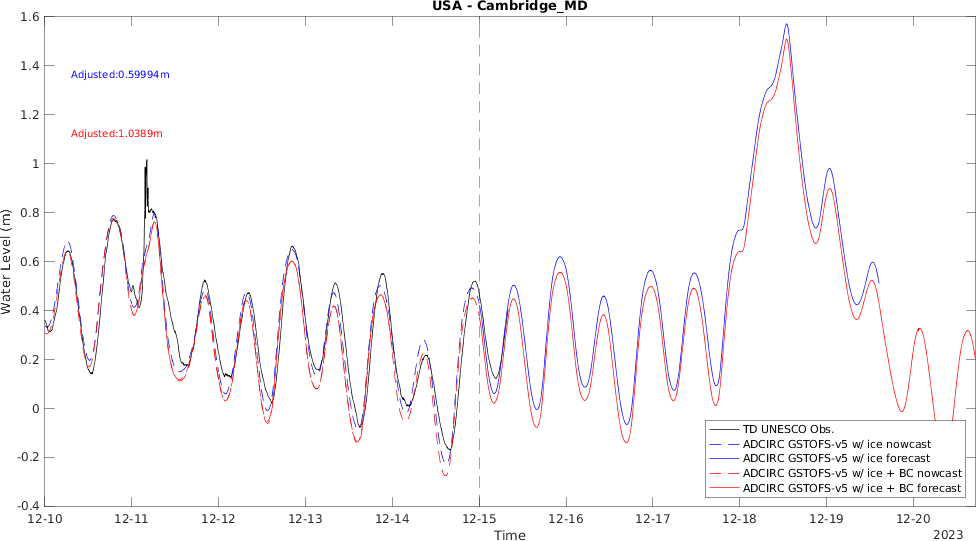 USA - Cambridge_MD
1.6
1.4
1.2
1
0.8
0.6
0.4
0.2
0
-0.2
-0.4
Water Level (m)
Adjusted:0.59994m
Adjusted:1.0389m
TD UNESCO Obs.
ADCIRC GSTOFS-v5 w/ ice nowcast
ADCIRC GSTOFS-v5 w/ ice forecast
ADCIRC GSTOFS-v5 w/ ice + BC nowcast
ADCIRC GSTOFS-v5 w/ ice + BC forecast
12-10 12-11 12-12 12-13 12-14 12-15 12-16 12-17 12-18 12-19 12-20
Time
2023